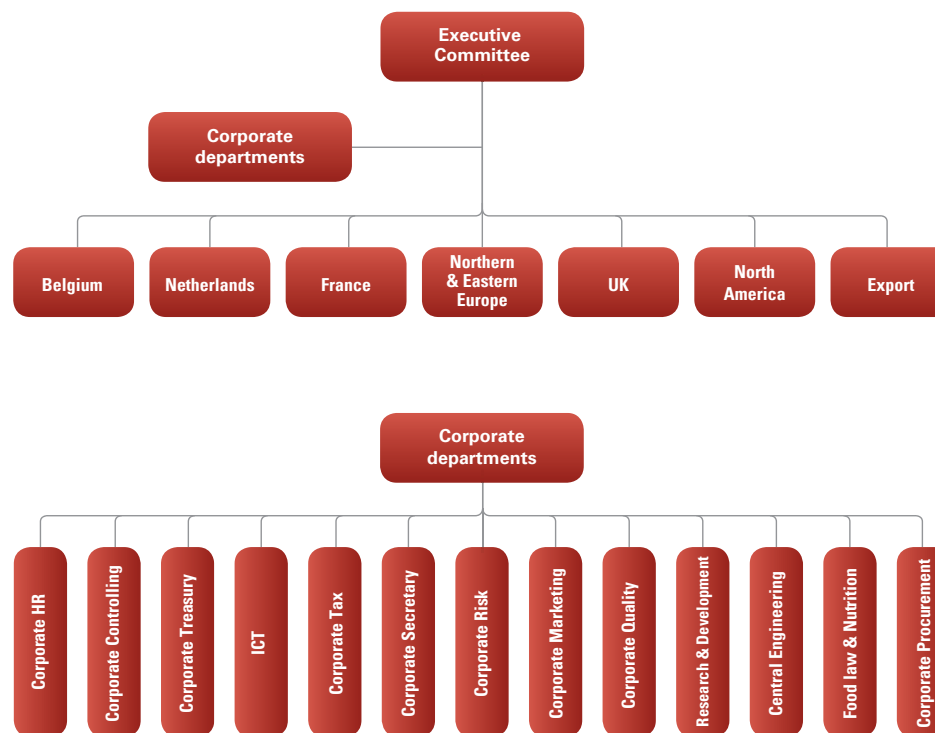 Executive
Committee
Corporate
departments
Belgium
Netherlands
France
Northern
& Eastern
Europe
UK
North
America
Export
Corporate
departments
Corporate HR
Corporate Controlling
Corporate Treasury
ICT
Corporate Tax
Corporate Secretary
Corporate Risk
Corporate Marketing
Corporate Quality
Research & Development
Central Engineering
Food law & Nutrition
Corporate Procurement